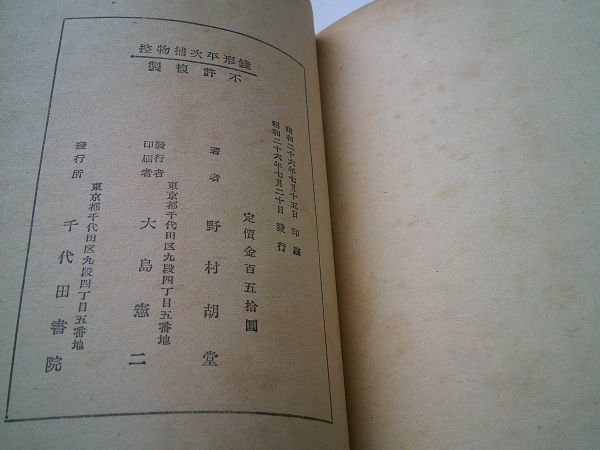 錢形平次捕物控
不許複製
昭和二十六年七月十五日 印刷
昭和二十六年七月二十日 發行
定價金百五拾圓
著者 野村胡堂
東京都千代田区九段四丁目五番地
發行者
印刷者 大島憲二
東京都千代田区九段四丁目五番地
發行所 千代田書院